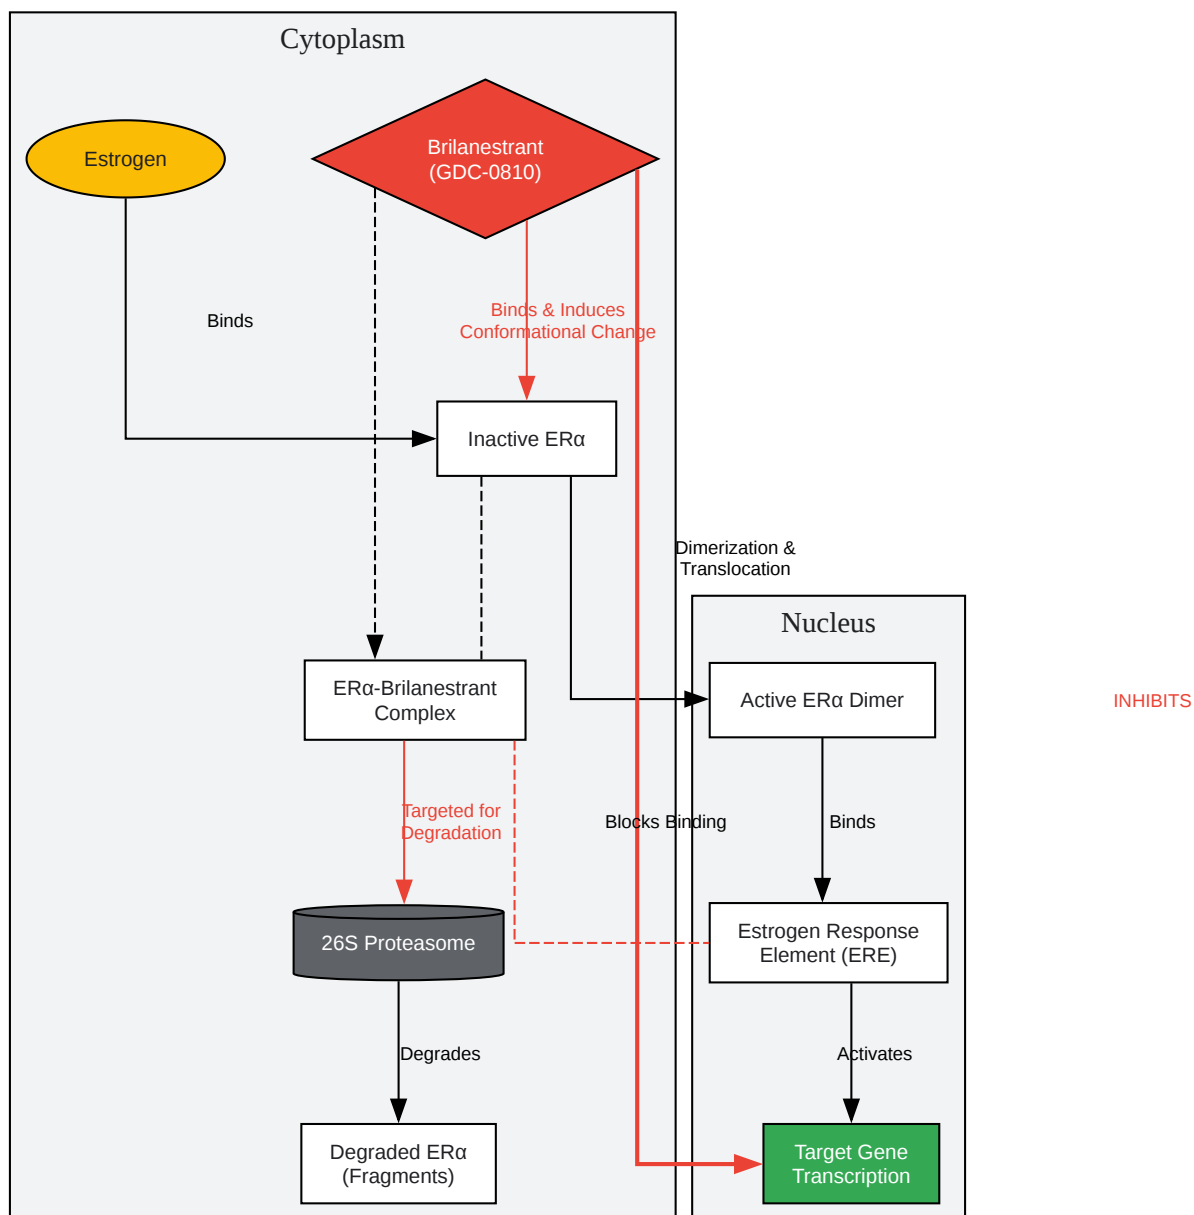 Cytoplasm
Estrogen
Brilanestrant
(GDC-0810)
Binds
Binds & Induces
Conformational Change
Inactive ERα
Dimerization &
Translocation
Nucleus
ERα-Brilanestrant
Complex
Active ERα Dimer
INHIBITS
Targeted for
Degradation
Blocks Binding
Binds
26S Proteasome
Estrogen Response
Element (ERE)
Degrades
Activates
Degraded ERα
(Fragments)
Target Gene
Transcription